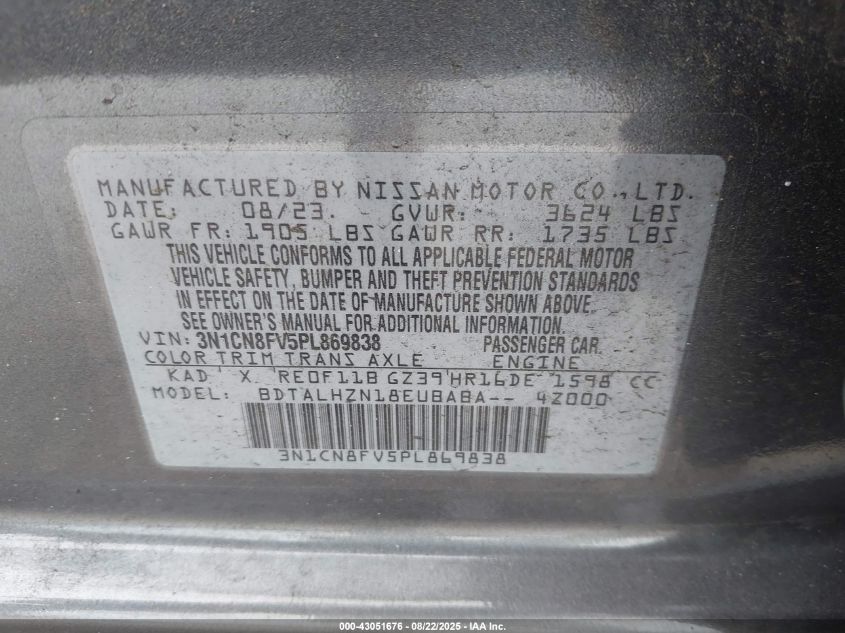 MANUFACTURED BY NISSAN MOTOR CO., LTD.
DATE: 08/23. GVWR: 3624 LBS
GAWR FR: 1905 LBS GAWR RR: 1735 LBS
THIS VEHICLE CONFORMS TO ALL APPLICABLE FEDERAL MOTOR
VEHICLE SAFETY, BUMPER AND THEFT PREVENTION STANDARDS
IN EFFECT ON THE DATE OF MANUFACTURE SHOWN ABOVE.
SEE OWNER'S MANUAL FOR ADDITIONAL INFORMATION.
VIN: 3N1CN8FV5PL869838 PASSENGER CAR.
COLOR TRIM TRANS AXLE ENGINE
KAD X RE0F11B GZ39 HR16DE 1598 CC
MODEL: BDTALHZN18EUBABA-- 4Z000
3N1CN8FV5PL869838
000-43051676 - 08/22/2025 - IAA Inc.